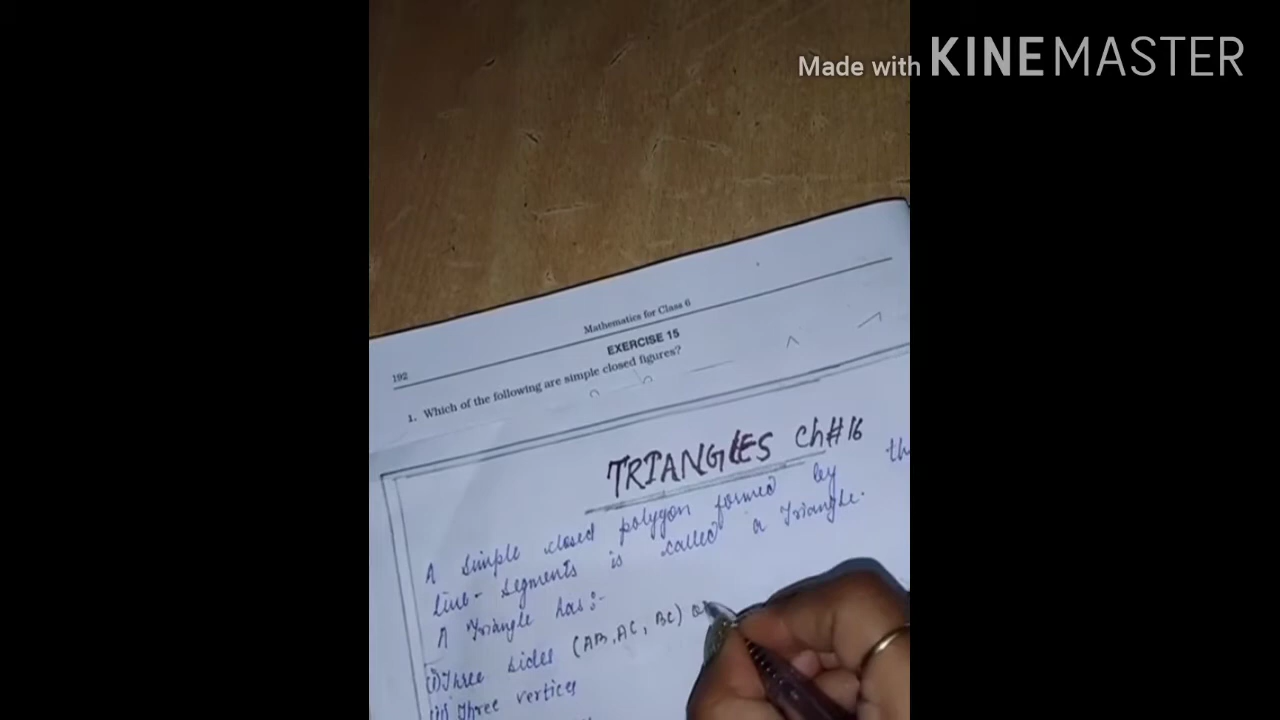 Made with KINEMASTER
Mathematics for Class 6
192
EXERCISE 15
1. Which of the following are simple closed figures?
TRIANGLES Ch#16
A simple closed polygon formed by
line-segments is called a Triangle.
A Triangle has:-
(i) Three sides (AB, AC, BC)
(ii) Three vertices